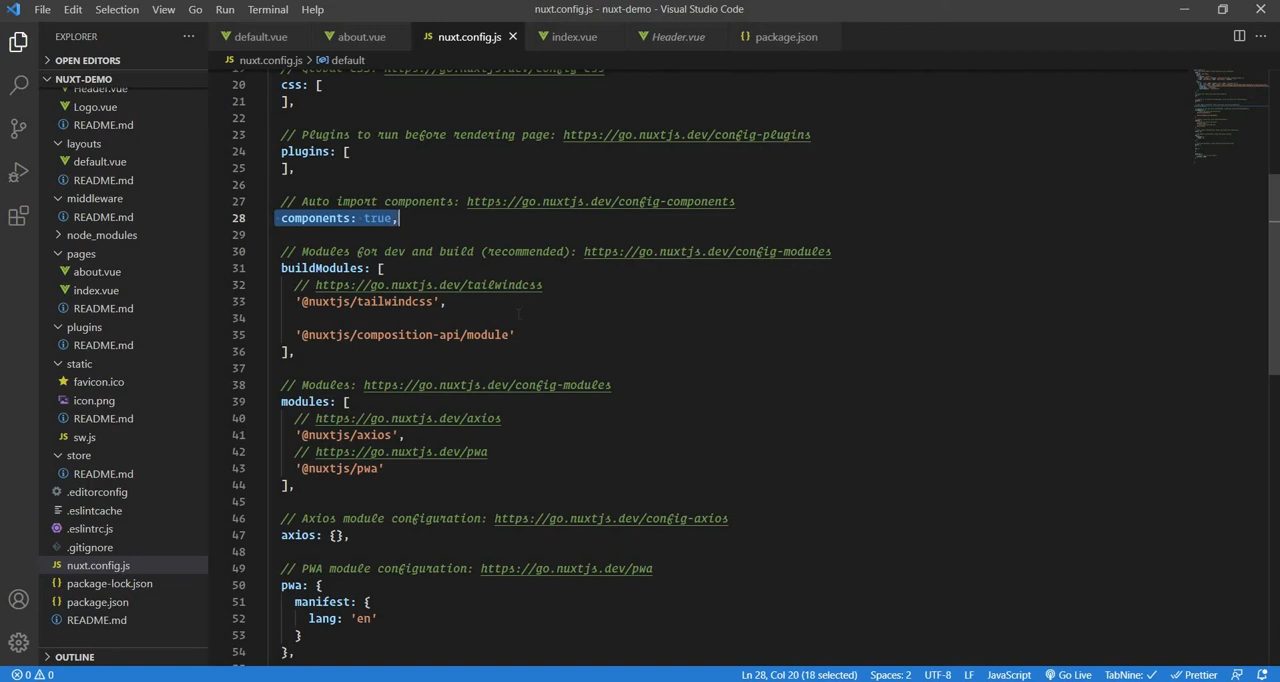 File Edit Selection View Go Run Terminal Help
nuxt.config.js - nuxt-demo - Visual Studio Code
EXPLORER
OPEN EDITORS
NUXT-DEMO
Header.vue
Logo.vue
README.md
layouts
default.vue
README.md
middleware
README.md
node_modules
pages
about.vue
index.vue
README.md
plugins
README.md
static
favicon.ico
icon.png
README.md
sw.js
store
README.md
.editorconfig
.eslintcache
.eslintrc.js
.gitignore
nuxt.config.js
package-lock.json
package.json
README.md
OUTLINE
default.vue about.vue nuxt.config.js index.vue Header.vue package.json
nuxt.config.js > default
19 // Global CSS: https://go.nuxtjs.dev/config-css
20 css: [
21 ],
22
23 // Plugins to run before rendering page: https://go.nuxtjs.dev/config-plugins
24 plugins: [
25 ],
26
27 // Auto import components: https://go.nuxtjs.dev/config-components
28 components: true,
29
30 // Modules for dev and build (recommended): https://go.nuxtjs.dev/config-modules
31 buildModules: [
32 // https://go.nuxtjs.dev/tailwindcss
33 '@nuxtjs/tailwindcss',
34
35 '@nuxtjs/composition-api/module'
36 ],
37
38 // Modules: https://go.nuxtjs.dev/config-modules
39 modules: [
40 // https://go.nuxtjs.dev/axios
41 '@nuxtjs/axios',
42 // https://go.nuxtjs.dev/pwa
43 '@nuxtjs/pwa'
44 ],
45
46 // Axios module configuration: https://go.nuxtjs.dev/config-axios
47 axios: {},
48
49 // PWA module configuration: https://go.nuxtjs.dev/pwa
50 pwa: {
51 manifest: {
52 lang: 'en'
53 }
54 },
0 0
Ln 28, Col 20 (18 selected) Spaces: 2 UTF-8 LF JavaScript Go Live TabNine: Prettier